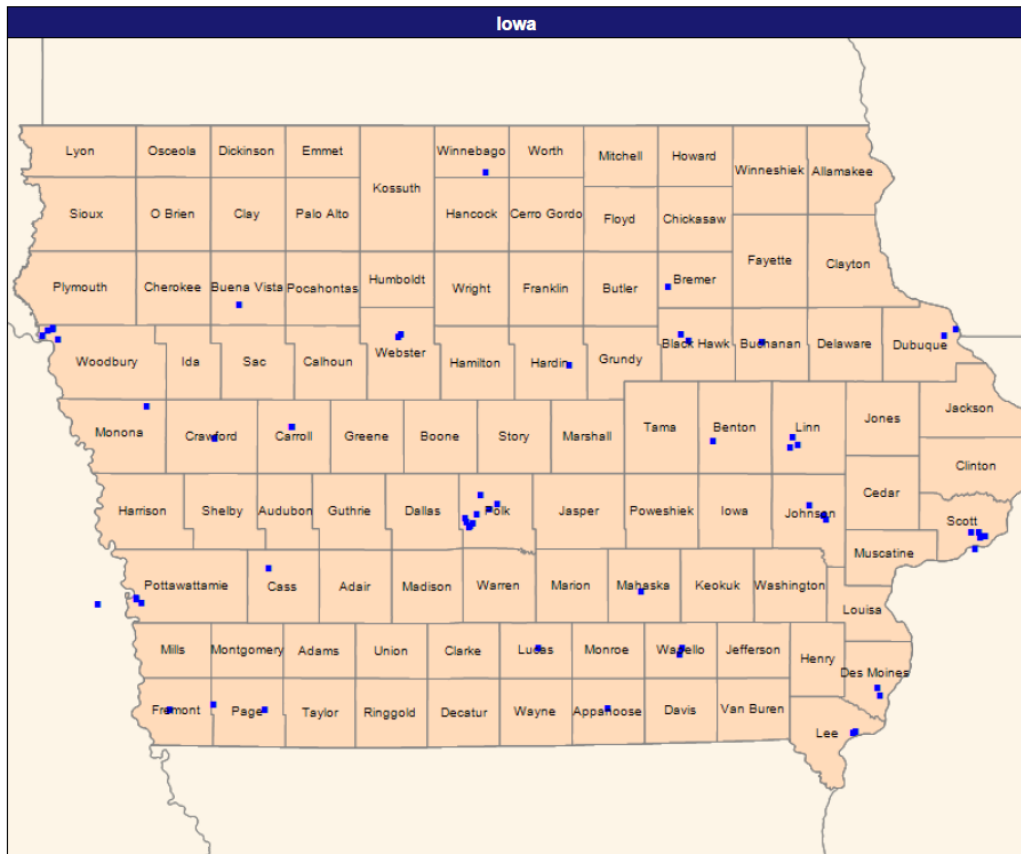 Iowa
Lyon Osceola Dickinson Emmet Winnebago Worth Mitchell Howard
Winneshiek Allamakee
Kossuth
Sioux O Brien Clay Palo Alto Hancock Cerro Gordo Floyd Chickasaw
Fayette Clayton
Plymouth Cherokee Buena Vista Pocahontas Humboldt Wright Franklin Butler Bremer
Woodbury Ida Sac Calhoun Webster Hamilton Hardin Grundy Black Hawk Buchanan Delaware Dubuque
Jackson
Monona Crawford Carroll Greene Boone Story Marshall Tama Benton Linn Jones
Clinton
Cedar
Harrison Shelby Audubon Guthrie Dallas Polk Jasper Poweshiek Iowa Johnson Scott
Muscatine
Pottawattamie Cass Adair Madison Warren Marion Mahaska Keokuk Washington
Louisa
Mills Montgomery Adams Union Clarke Lucas Monroe Wapello Jefferson Henry Des Moines
Fremont Page Taylor Ringgold Decatur Wayne Appanoose Davis Van Buren
Lee